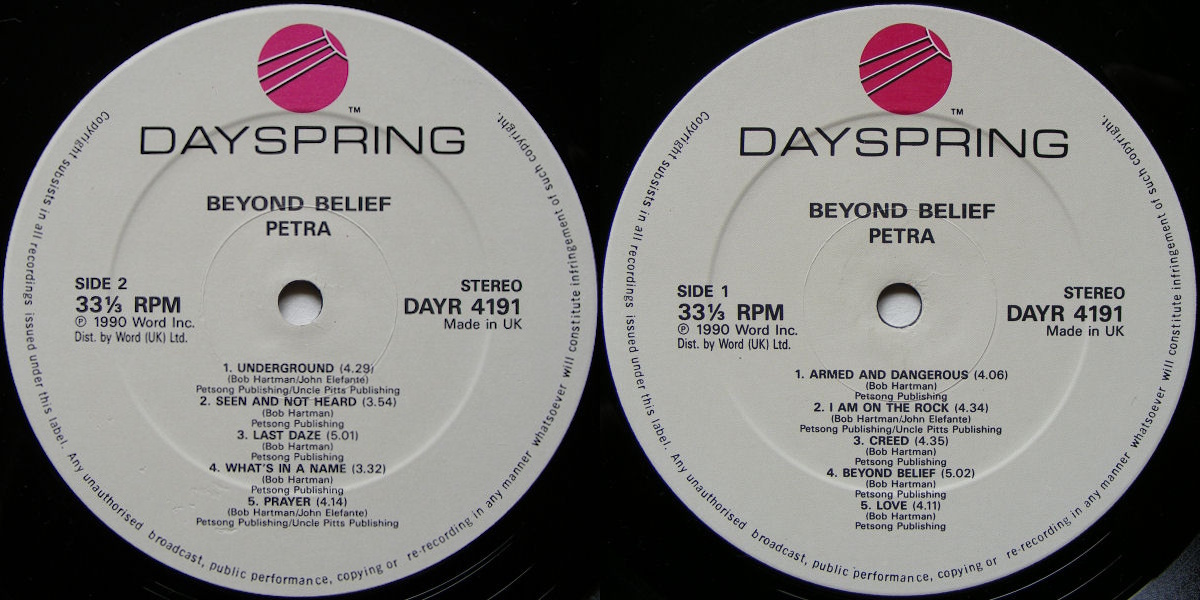 ™
DAYSPRING
BEYOND BELIEF
PETRA
SIDE 2
33⅓ RPM
℗ 1990 Word Inc.
Dist. by Word (UK) Ltd.
STEREO
DAYR 4191
Made in UK
1. UNDERGROUND (4.29)
(Bob Hartman/John Elefante)
Petsong Publishing/Uncle Pitts Publishing
2. SEEN AND NOT HEARD (3.54)
(Bob Hartman)
Petsong Publishing
3. LAST DAZE (5.01)
(Bob Hartman)
Petsong Publishing
4. WHAT'S IN A NAME (3.32)
(Bob Hartman)
Petsong Publishing
5. PRAYER (4.14)
(Bob Hartman/John Elefante)
Petsong Publishing/Uncle Pitts Publishing
Copyright subsists in all recordings issued under this label. Any unauthorised broadcast, public performance, copying or re-recording in any manner whatsoever will constitute infringement of such copyright.
™
DAYSPRING
BEYOND BELIEF
PETRA
SIDE 1
33⅓ RPM
℗ 1990 Word Inc.
Dist. by Word (UK) Ltd.
STEREO
DAYR 4191
Made in UK
1. ARMED AND DANGEROUS (4.06)
(Bob Hartman)
Petsong Publishing
2. I AM ON THE ROCK (4.34)
(Bob Hartman/John Elefante)
Petsong Publishing/Uncle Pitts Publishing
3. CREED (4.35)
(Bob Hartman)
Petsong Publishing
4. BEYOND BELIEF (5.02)
(Bob Hartman)
Petsong Publishing
5. LOVE (4.11)
(Bob Hartman)
Petsong Publishing
Copyright subsists in all recordings issued under this label. Any unauthorised broadcast, public performance, copying or re-recording in any manner whatsoever will constitute infringement of such copyright.